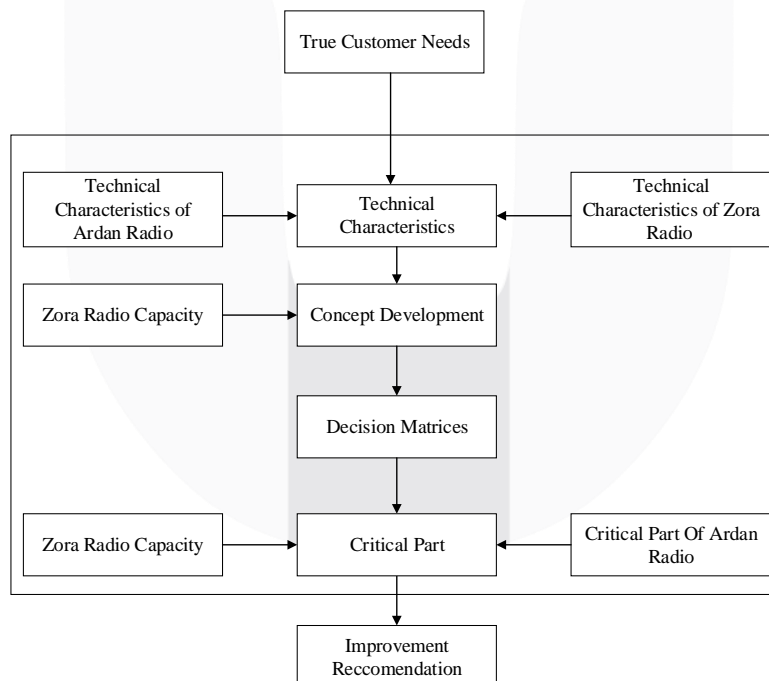 True Customer Needs
Technical
Characteristics of
Ardan Radio
Technical
Characteristics
Technical
Characteristics of Zora
Radio
Zora Radio Capacity
Concept Development
Decision Matrices
Zora Radio Capacity
Critical Part
Critical Part Of Ardan
Radio
Improvement
Reccomendation